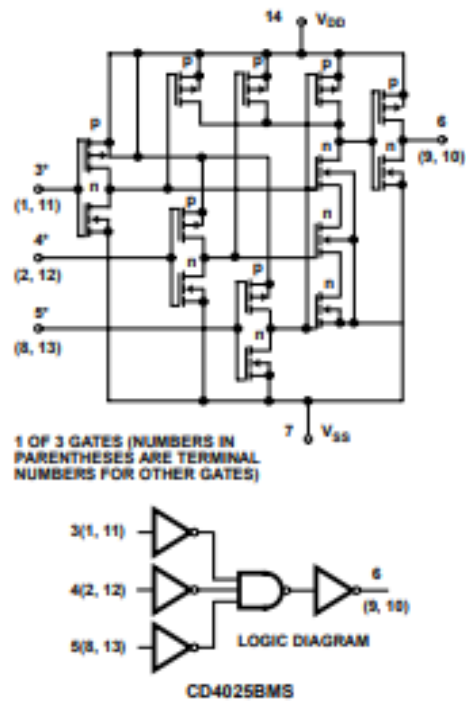 14 VDD
p
p
p
p
p
6
(9, 10)
3*
(1, 11)
n
n
n
4*
(2, 12)
p
n
n
5*
(8, 13)
p
n
n
7 VSS
1 OF 3 GATES (NUMBERS IN
PARENTHESES ARE TERMINAL
NUMBERS FOR OTHER GATES)
3(1, 11)
4(2, 12)
6
(9, 10)
5(8, 13)
LOGIC DIAGRAM
CD4025BMS